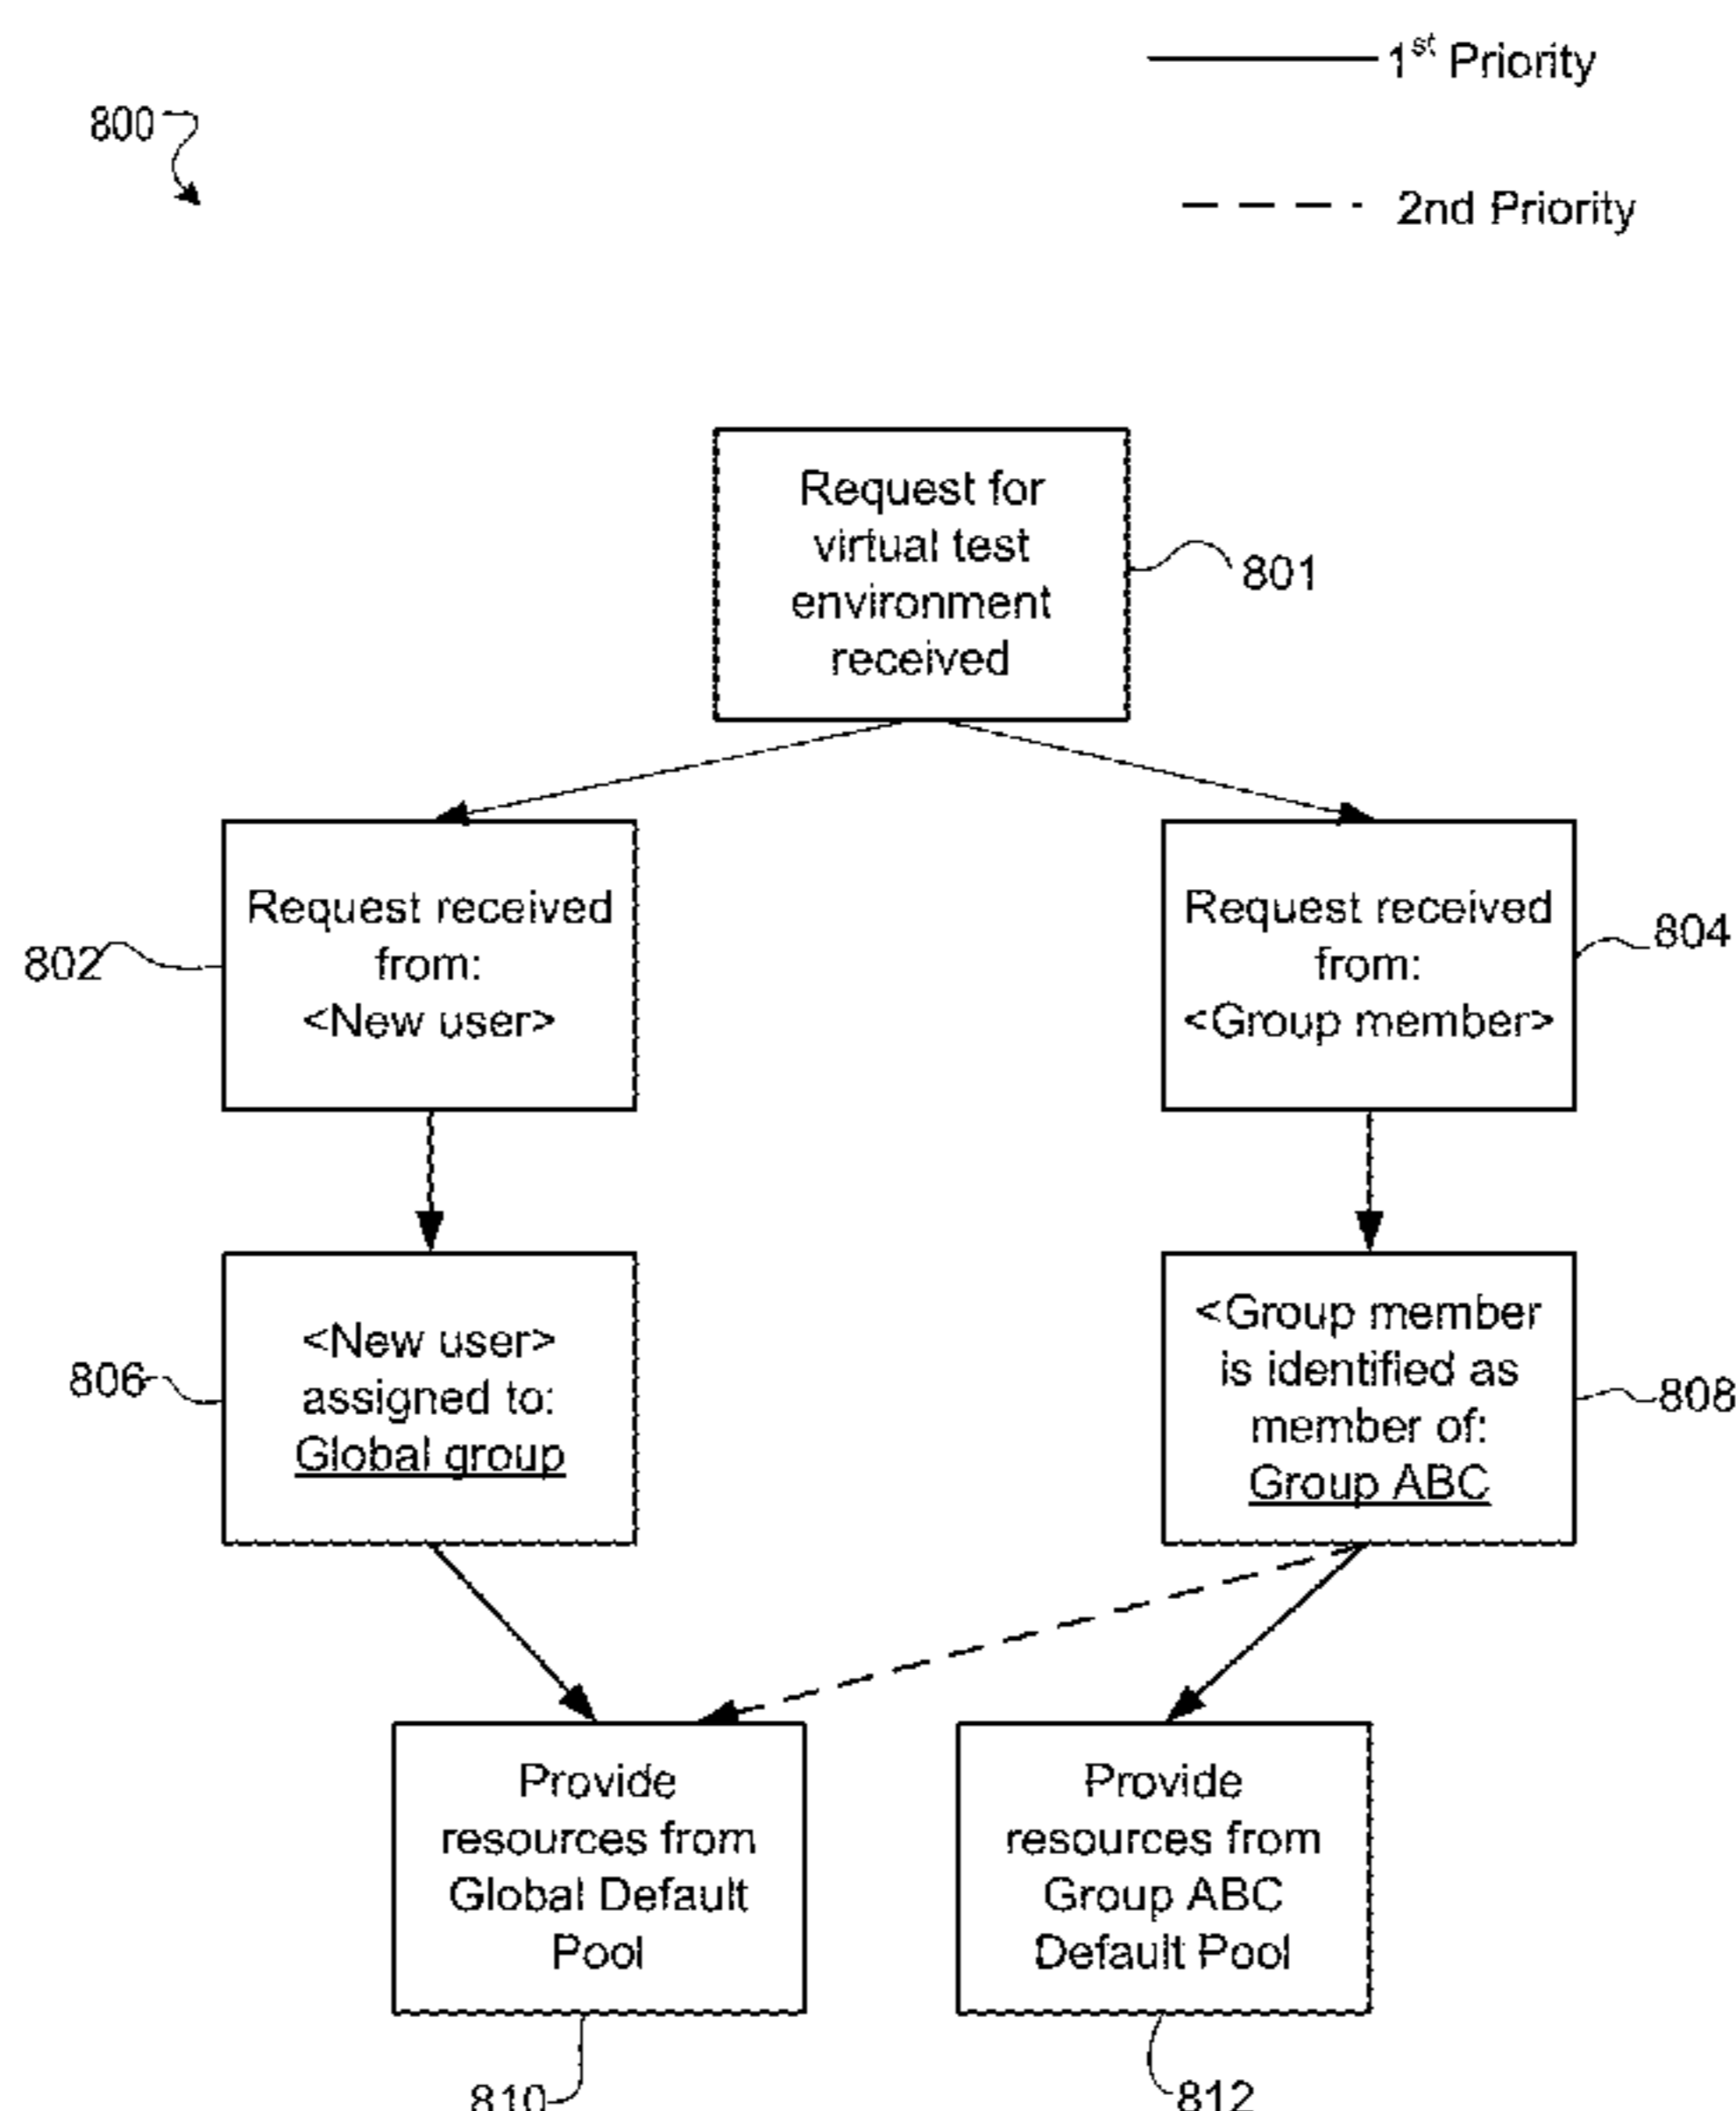 1st Priority
800
2nd Priority
Request for
virtual test
environment
received
801
Request received
from:
<New user>
802
Request received
from:
<Group member>
804
<New user>
assigned to:
Global group
806
<Group member
is identified as
member of:
Group ABC
808
Provide
resources from
Global Default
Pool
Provide
resources from
Group ABC
Default Pool
810
812